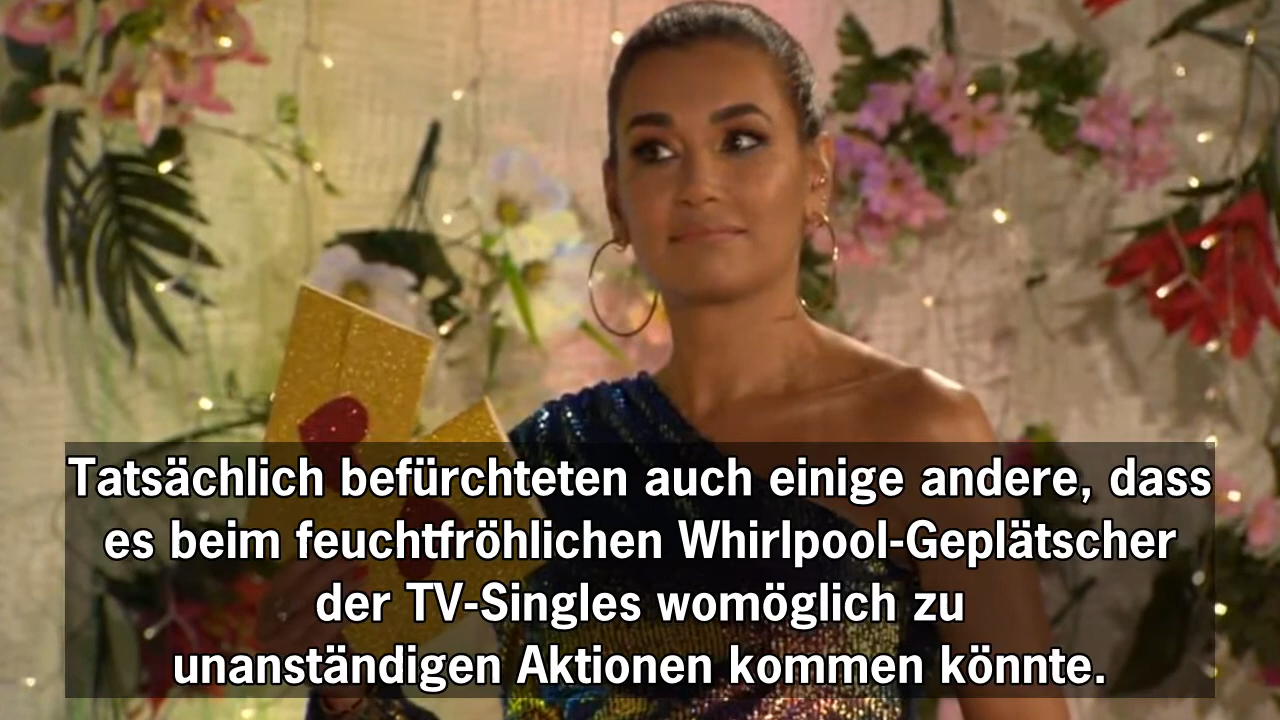 Tatsächlich befürchteten auch einige andere, dass
es beim feuchtfröhlichen Whirlpool-Geplätscher
der TV-Singles womöglich zu
unanständigen Aktionen kommen könnte.